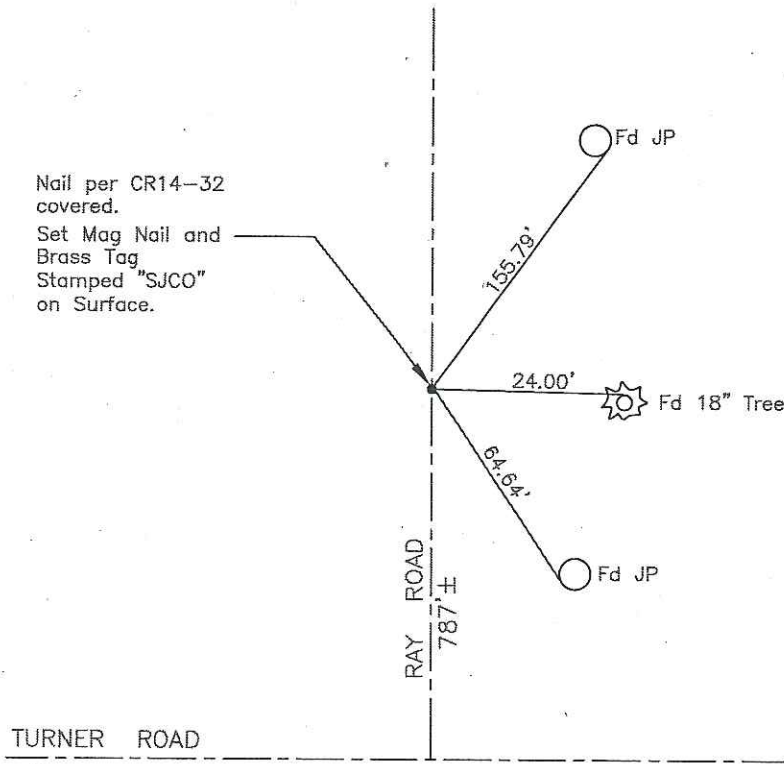 Fd JP
Nail per CR14-32
covered.
Set Mag Nail and
Brass Tag
Stamped "SJCO"
on Surface.
155.79'
24.00'
Fd 18" Tree
64.64'
Fd JP
RAY ROAD
787'±
TURNER ROAD